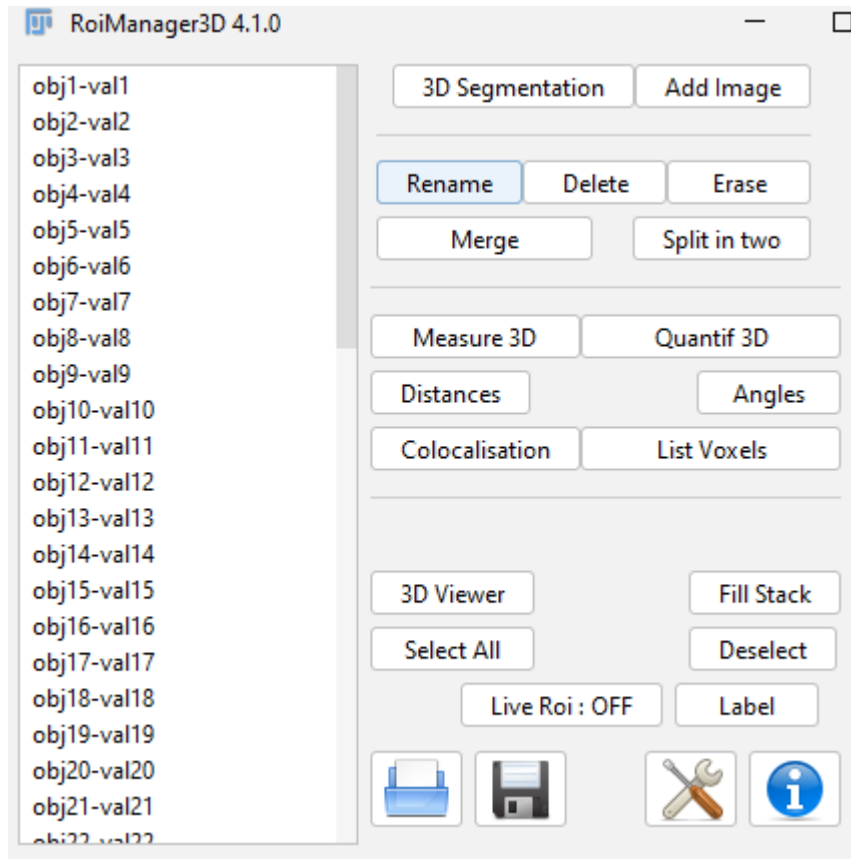 RoiManager3D 4.1.0
obj1-val1
obj2-val2
obj3-val3
obj4-val4
obj5-val5
obj6-val6
obj7-val7
obj8-val8
obj9-val9
obj10-val10
obj11-val11
obj12-val12
obj13-val13
obj14-val14
obj15-val15
obj16-val16
obj17-val17
obj18-val18
obj19-val19
obj20-val20
obj21-val21
obj22-val22
3D Segmentation Add Image
Rename Delete Erase
Merge Split in two
Measure 3D Quantif 3D
Distances Angles
Colocalisation List Voxels
3D Viewer Fill Stack
Select All Deselect
Live Roi : OFF Label